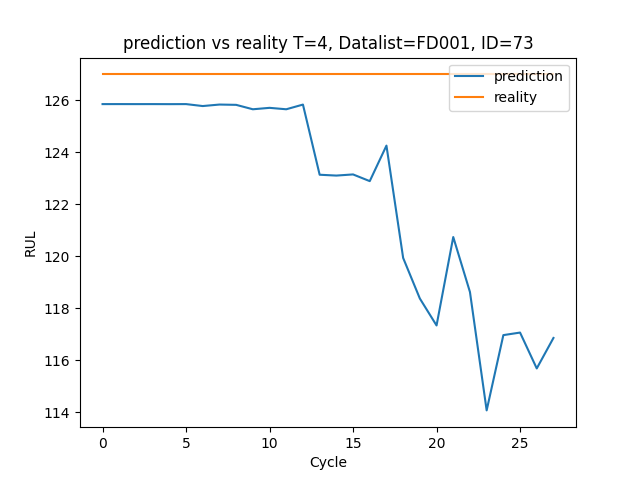 prediction vs reality T=4, Datalist=FD001, ID=73
prediction
reality
RUL
126
124
122
120
118
116
114
0 5 10 15 20 25
Cycle